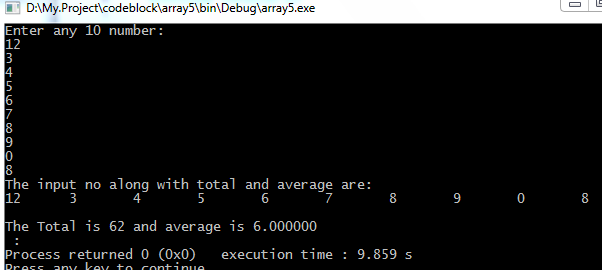 D:\My.Project\codeblock\array5\bin\Debug\array5.exe
Enter any 10 number:
12
3
4
5
6
7
8
9
0
8
The input no along with total and average are:
12 3 4 5 6 7 8 9 0 8
The Total is 62 and average is 6.000000
:
Process returned 0 (0x0) execution time : 9.859 s
Press any key to continue